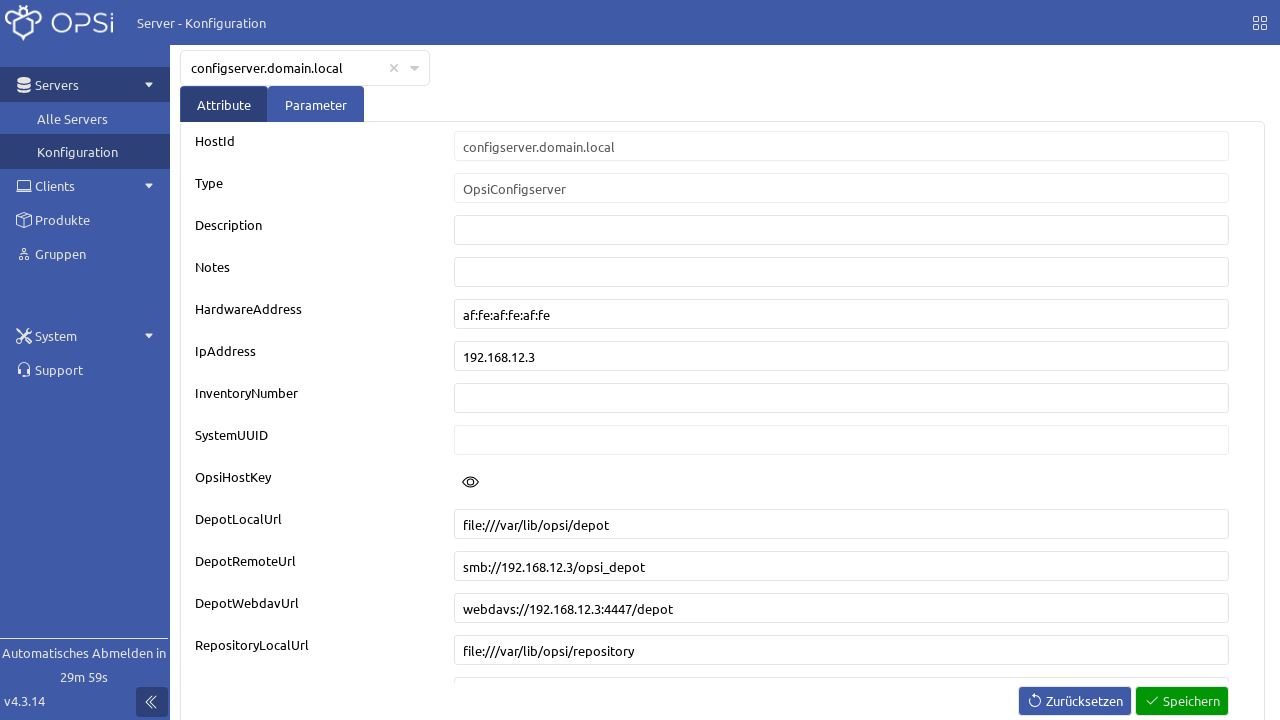 OPSi
Server - Konfiguration
Servers
Alle Servers
Konfiguration
Clients
Produkte
Gruppen
System
Support
Automatisches Abmelden in
29m 59s
v4.3.14
configserver.domain.local
Attribute
Parameter
HostId
configserver.domain.local
Type
OpsiConfigserver
Description
Notes
HardwareAddress
af:fe:af:fe:af:fe
IpAddress
192.168.12.3
InventoryNumber
SystemUUID
OpsiHostKey
DepotLocalUrl
file:///var/lib/opsi/depot
DepotRemoteUrl
smb://192.168.12.3/opsi_depot
DepotWebdavUrl
webdavs://192.168.12.3:4447/depot
RepositoryLocalUrl
file:///var/lib/opsi/repository
Zurücksetzen
Speichern